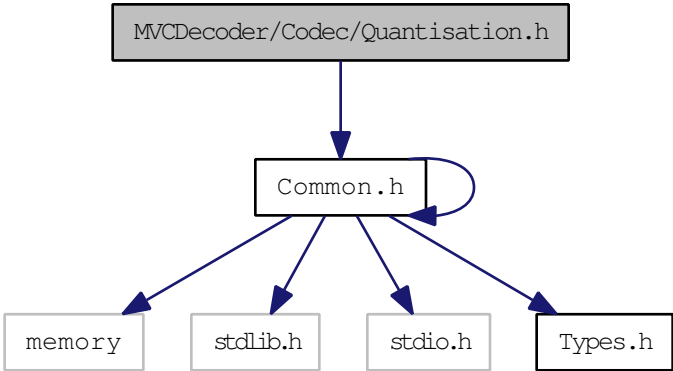 MVCDecoder/Codec/Quantisation.h
Common.h
memory
stdlib.h
stdio.h
Types.h